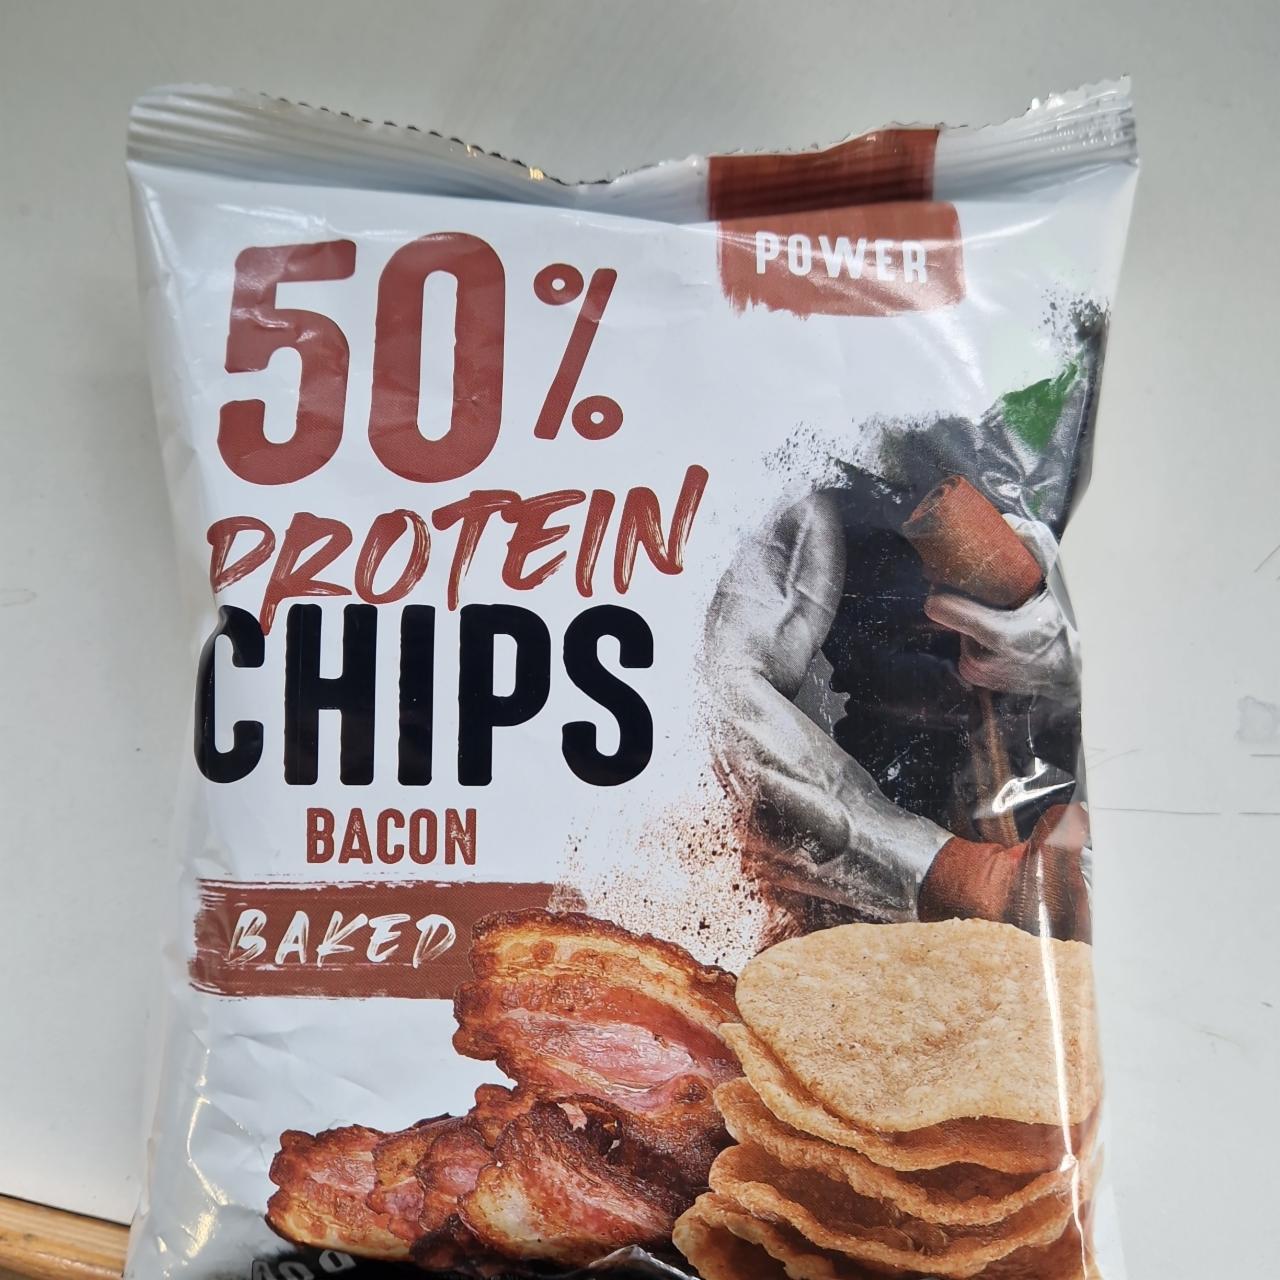 POWER
50%
PROTEIN
CHIPS
BACON
BAKED